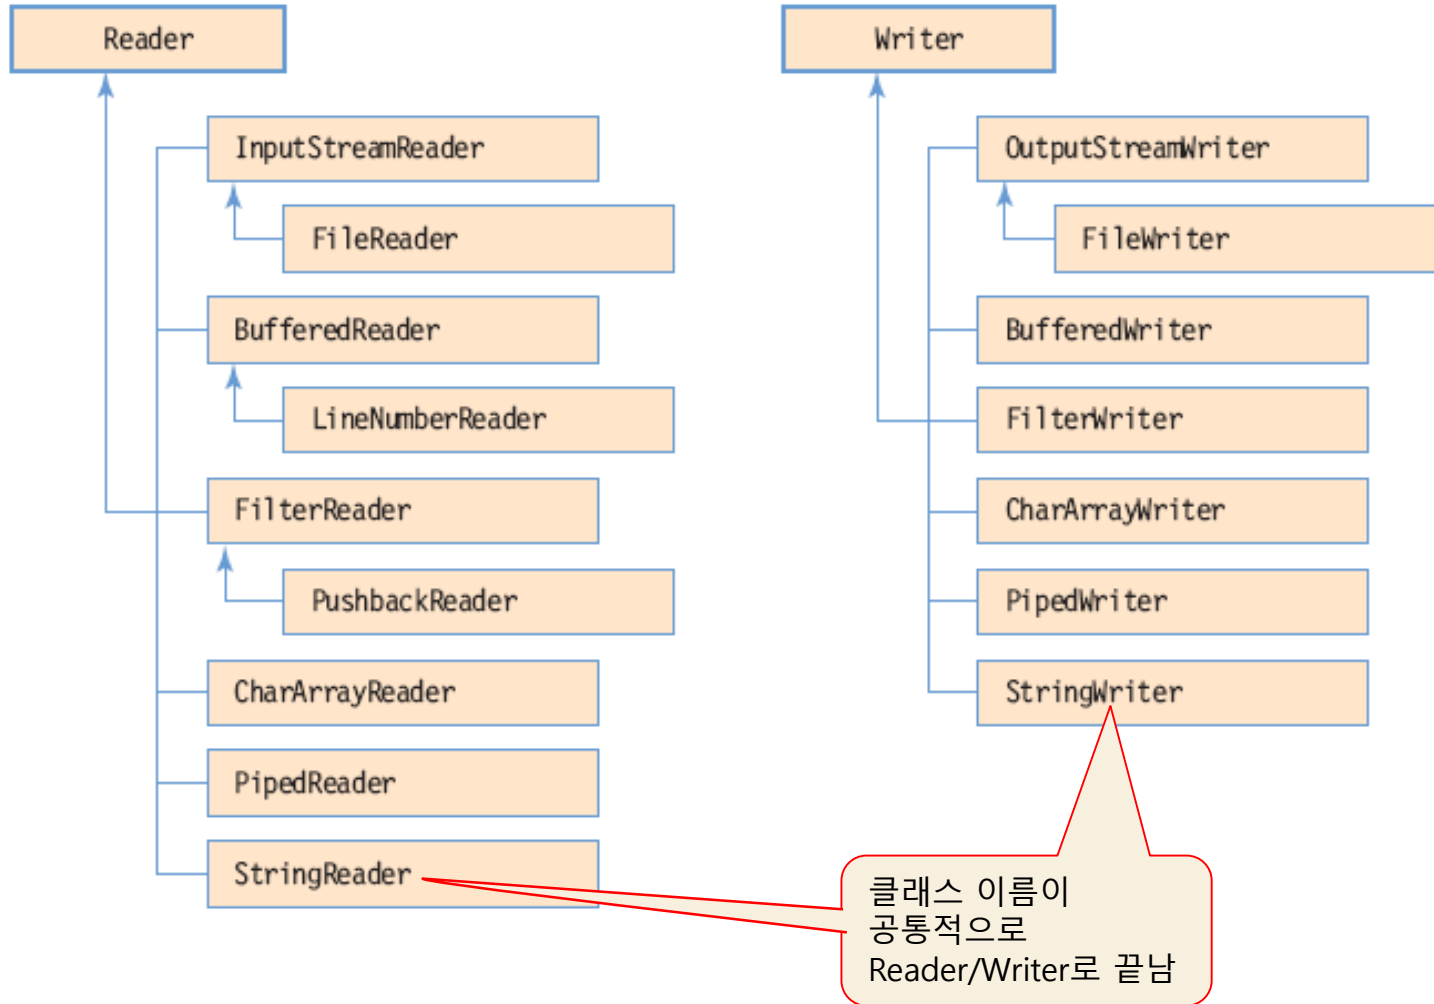 Reader
InputStreamReader
FileReader
BufferedReader
LineNumberReader
FilterReader
PushbackReader
CharArrayReader
PipedReader
StringReader
Writer
OutputStreamWriter
FileWriter
BufferedWriter
FilterWriter
CharArrayWriter
PipedWriter
StringWriter
클래스 이름이
공통적으로
Reader/Writer로 끝남